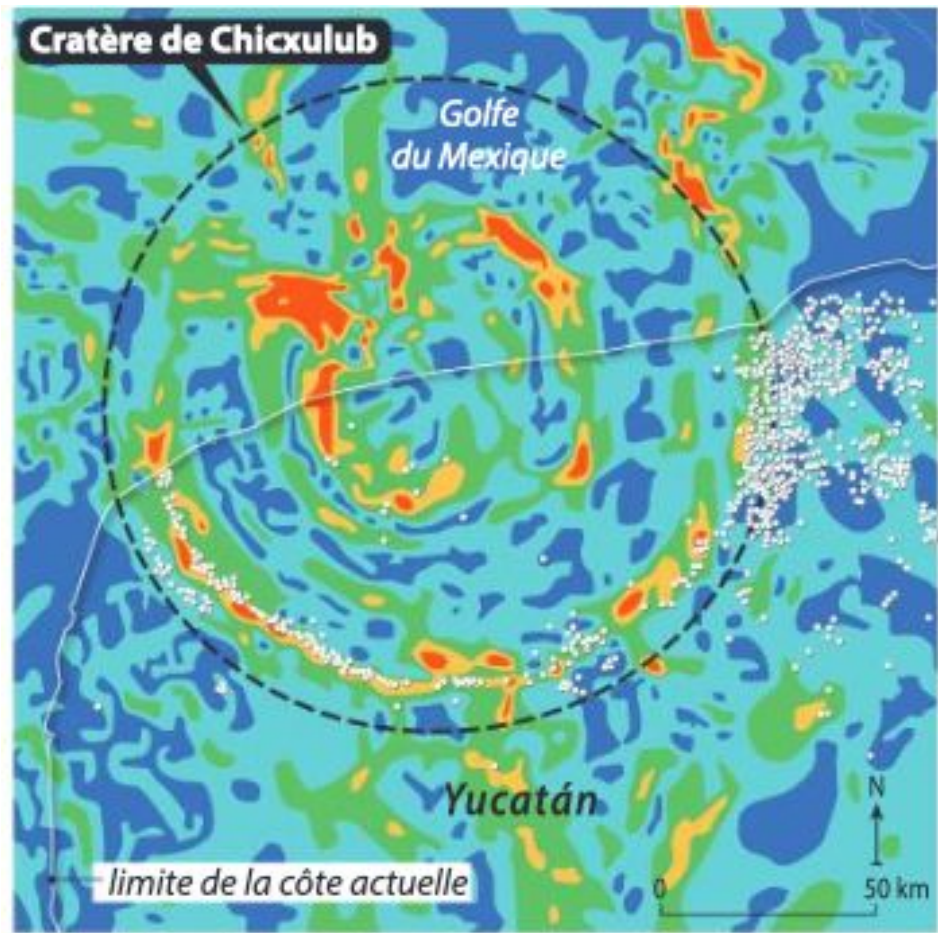 Cratère de Chicxulub
Golfe
du Mexique
Yucatán
N
limite de la côte actuelle
0 50 km